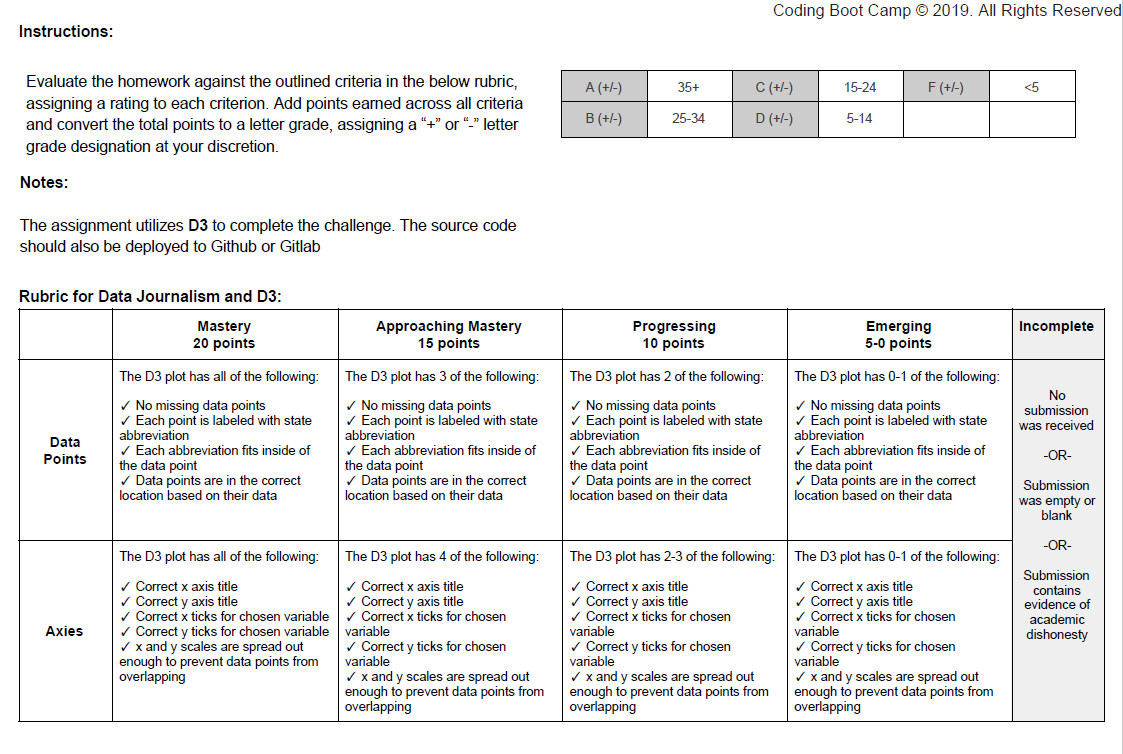 Coding Boot Camp © 2019. All Rights Reserved
Instructions:
Evaluate the homework against the outlined criteria in the below rubric,
assigning a rating to each criterion. Add points earned across all criteria
and convert the total points to a letter grade, assigning a “+” or “-” letter
grade designation at your discretion.
A (+/-) 35+ C (+/-) 15-24 F (+/-) <5
B (+/-) 25-34 D (+/-) 5-14
Notes:
The assignment utilizes D3 to complete the challenge. The source code
should also be deployed to Github or Gitlab
Rubric for Data Journalism and D3:
Mastery
20 points
Approaching Mastery
15 points
Progressing
10 points
Emerging
5-0 points
Incomplete
Data
Points
The D3 plot has all of the following:
✓ No missing data points
✓ Each point is labeled with state
abbreviation
✓ Each abbreviation fits inside of
the data point
✓ Data points are in the correct
location based on their data
The D3 plot has 3 of the following:
✓ No missing data points
✓ Each point is labeled with state
abbreviation
✓ Each abbreviation fits inside of
the data point
✓ Data points are in the correct
location based on their data
The D3 plot has 2 of the following:
✓ No missing data points
✓ Each point is labeled with state
abbreviation
✓ Each abbreviation fits inside of
the data point
✓ Data points are in the correct
location based on their data
The D3 plot has 0-1 of the following:
✓ No missing data points
✓ Each point is labeled with state
abbreviation
✓ Each abbreviation fits inside of
the data point
✓ Data points are in the correct
location based on their data
No
submission
was received
-OR-
Submission
was empty or
blank
-OR-
Submission
contains
evidence of
academic
dishonesty
Axies
The D3 plot has all of the following:
✓ Correct x axis title
✓ Correct y axis title
✓ Correct x ticks for chosen variable
✓ Correct y ticks for chosen variable
✓ x and y scales are spread out
enough to prevent data points from
overlapping
The D3 plot has 4 of the following:
✓ Correct x axis title
✓ Correct y axis title
✓ Correct x ticks for chosen
variable
✓ Correct y ticks for chosen
variable
✓ x and y scales are spread out
enough to prevent data points from
overlapping
The D3 plot has 2-3 of the following:
✓ Correct x axis title
✓ Correct y axis title
✓ Correct x ticks for chosen
variable
✓ Correct y ticks for chosen
variable
✓ x and y scales are spread out
enough to prevent data points from
overlapping
The D3 plot has 0-1 of the following:
✓ Correct x axis title
✓ Correct y axis title
✓ Correct x ticks for chosen
variable
✓ Correct y ticks for chosen
variable
✓ x and y scales are spread out
enough to prevent data points from
overlapping